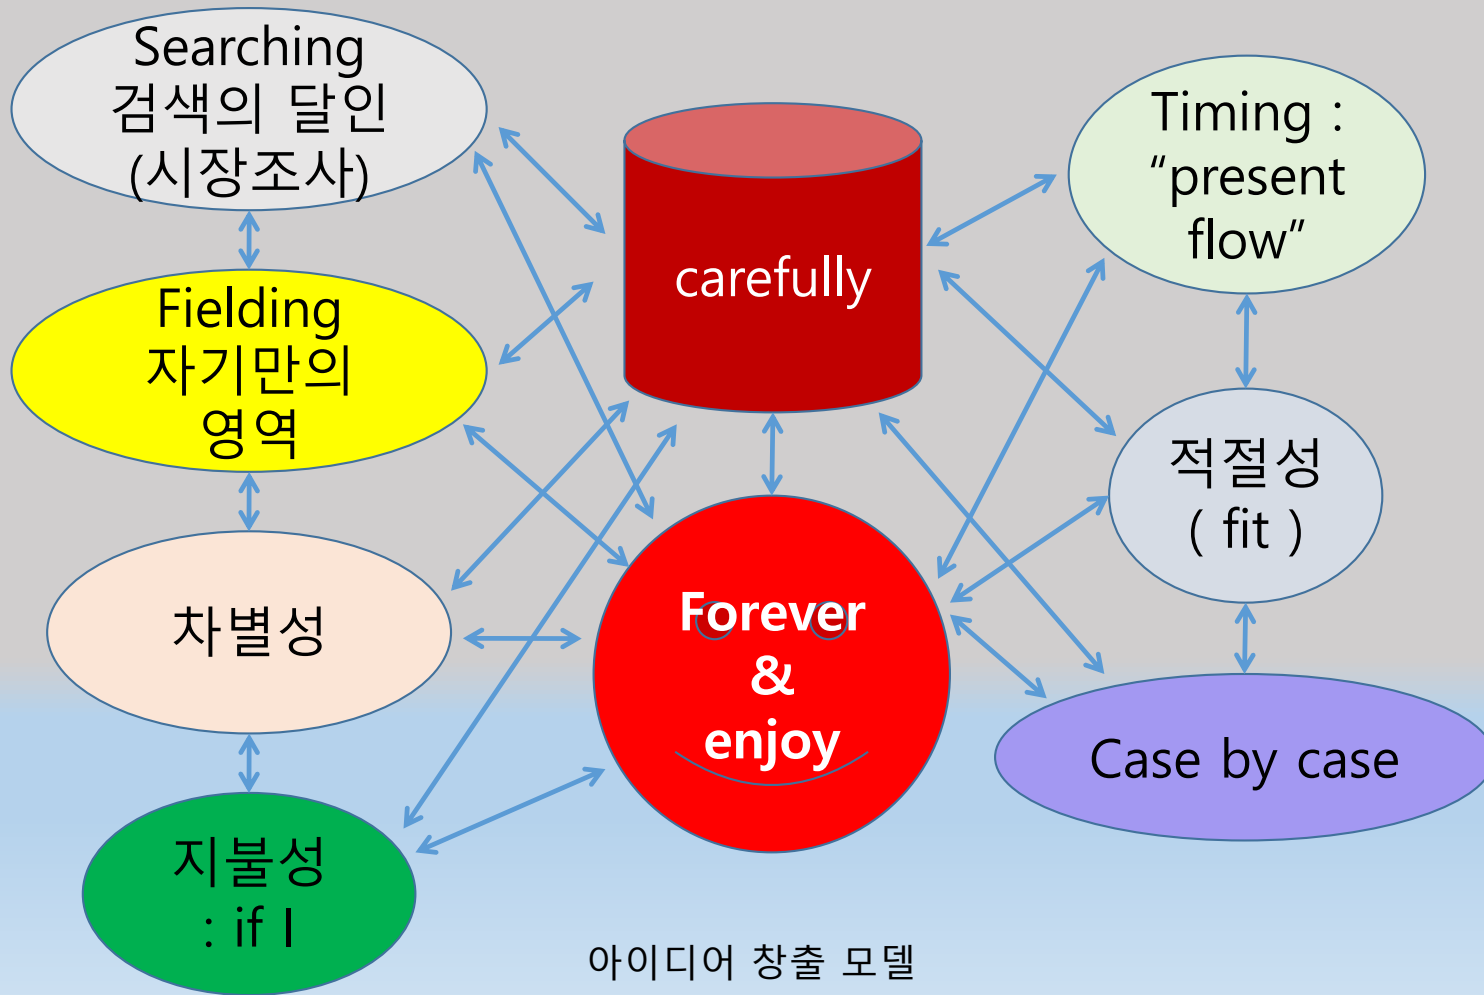 Searching
검색의 달인
(시장조사)
Fielding
자기만의
영역
차별성
지불성
: if I
carefully
Forever
&
enjoy
Timing :
“present
flow”
적절성
( fit )
Case by case
아이디어 창출 모델